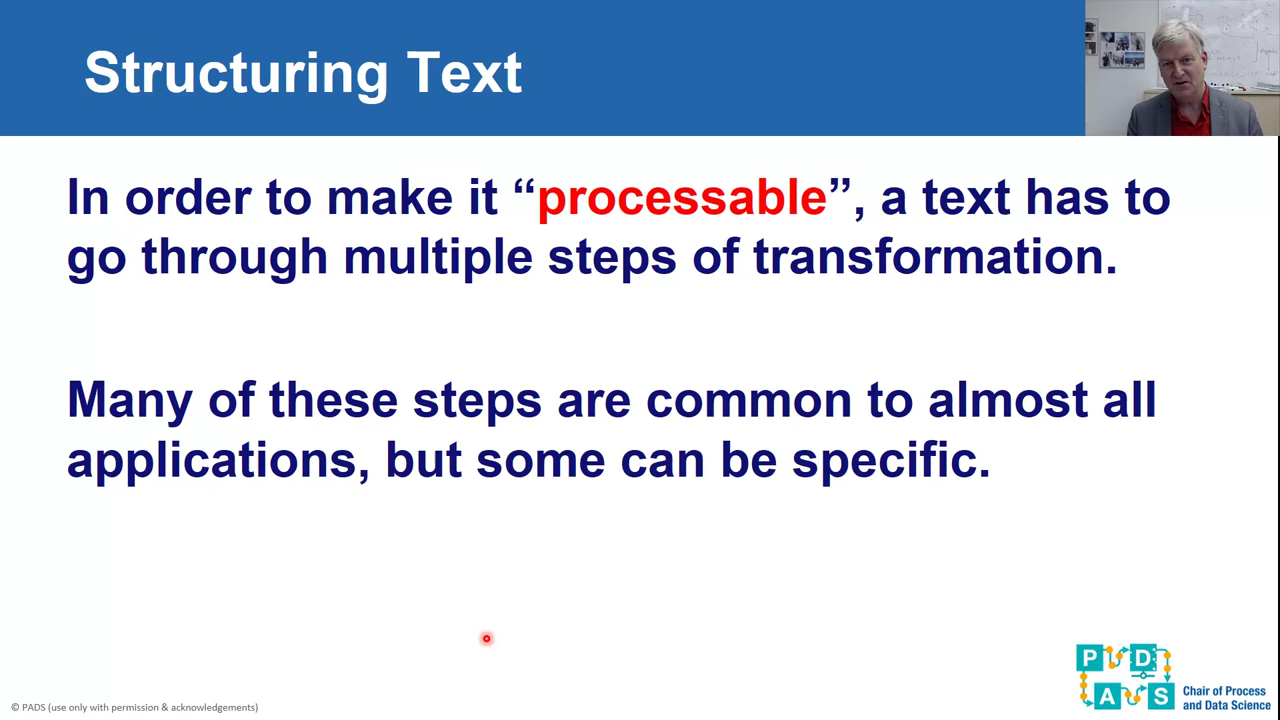 Structuring Text
In order to make it “processable”, a text has to
go through multiple steps of transformation.
Many of these steps are common to almost all
applications, but some can be specific.
© PADS (use only with permission & acknowledgements)
P D
A S
Chair of Process
and Data Science